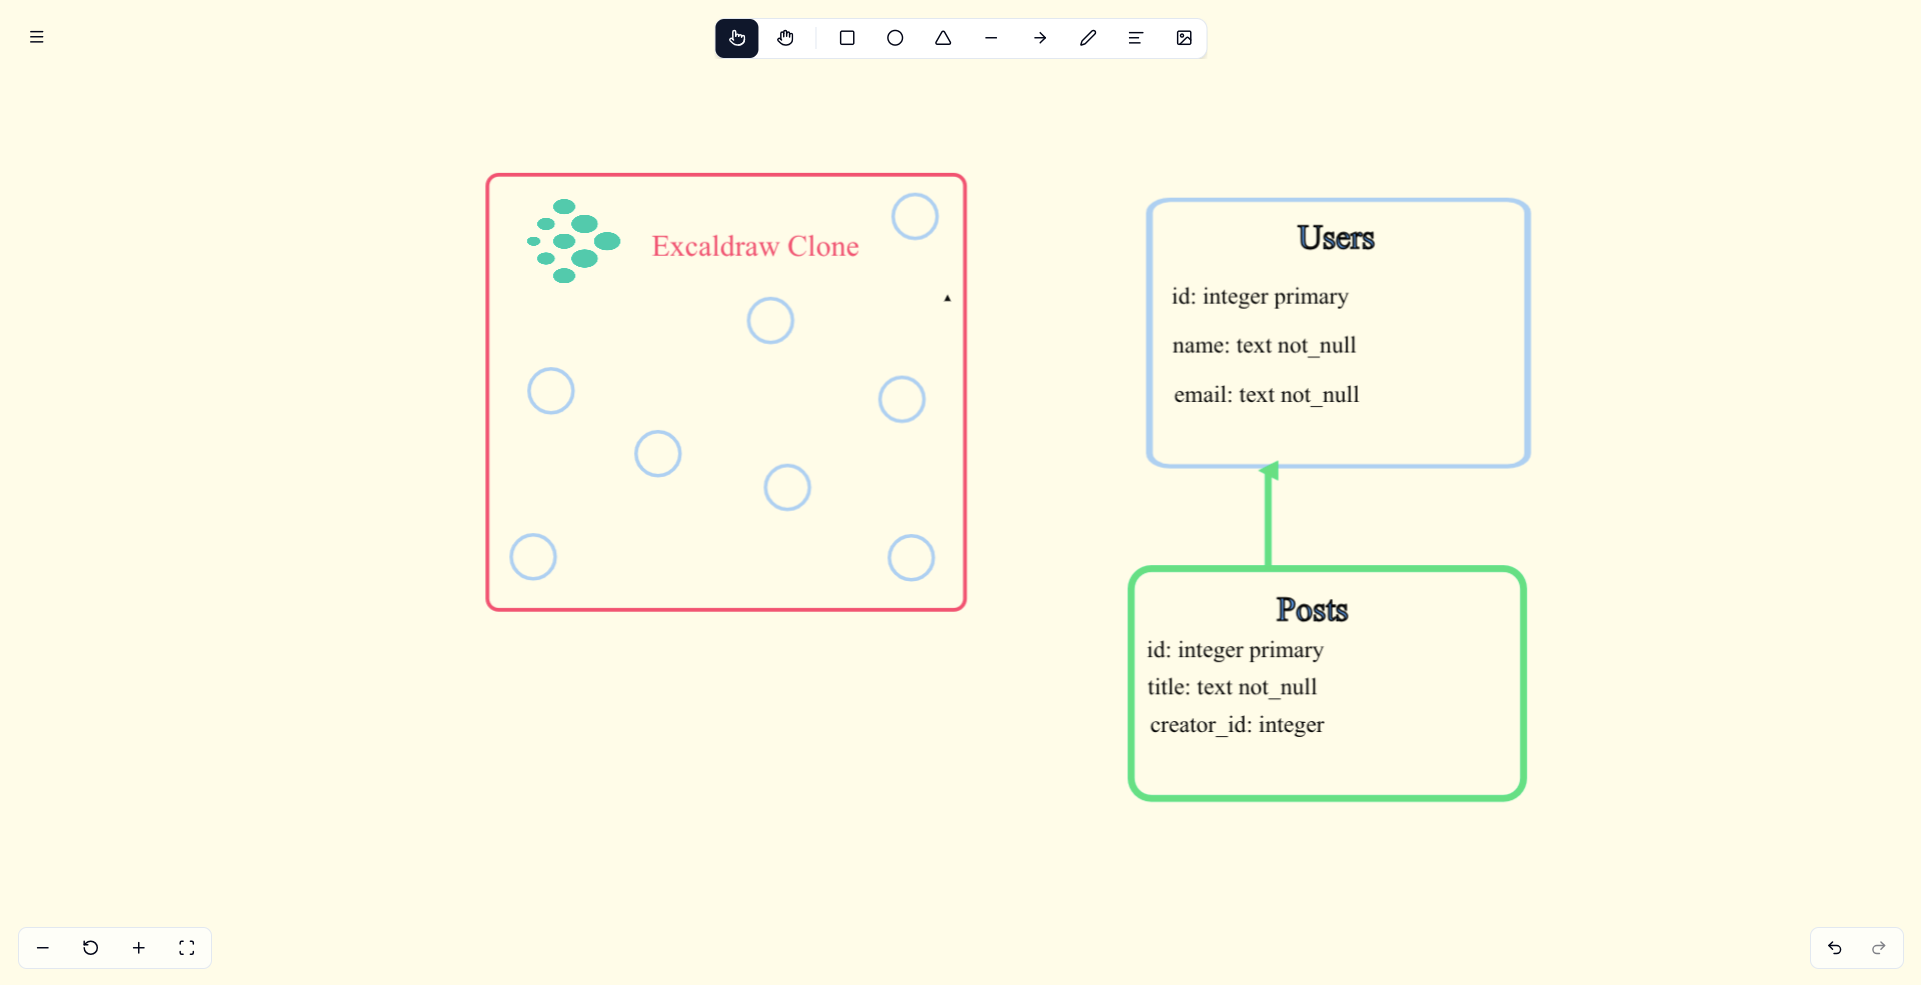 Excaldraw Clone
Users
id: integer primary
name: text not_null
email: text not_null
Posts
id: integer primary
title: text not_null
creator_id: integer